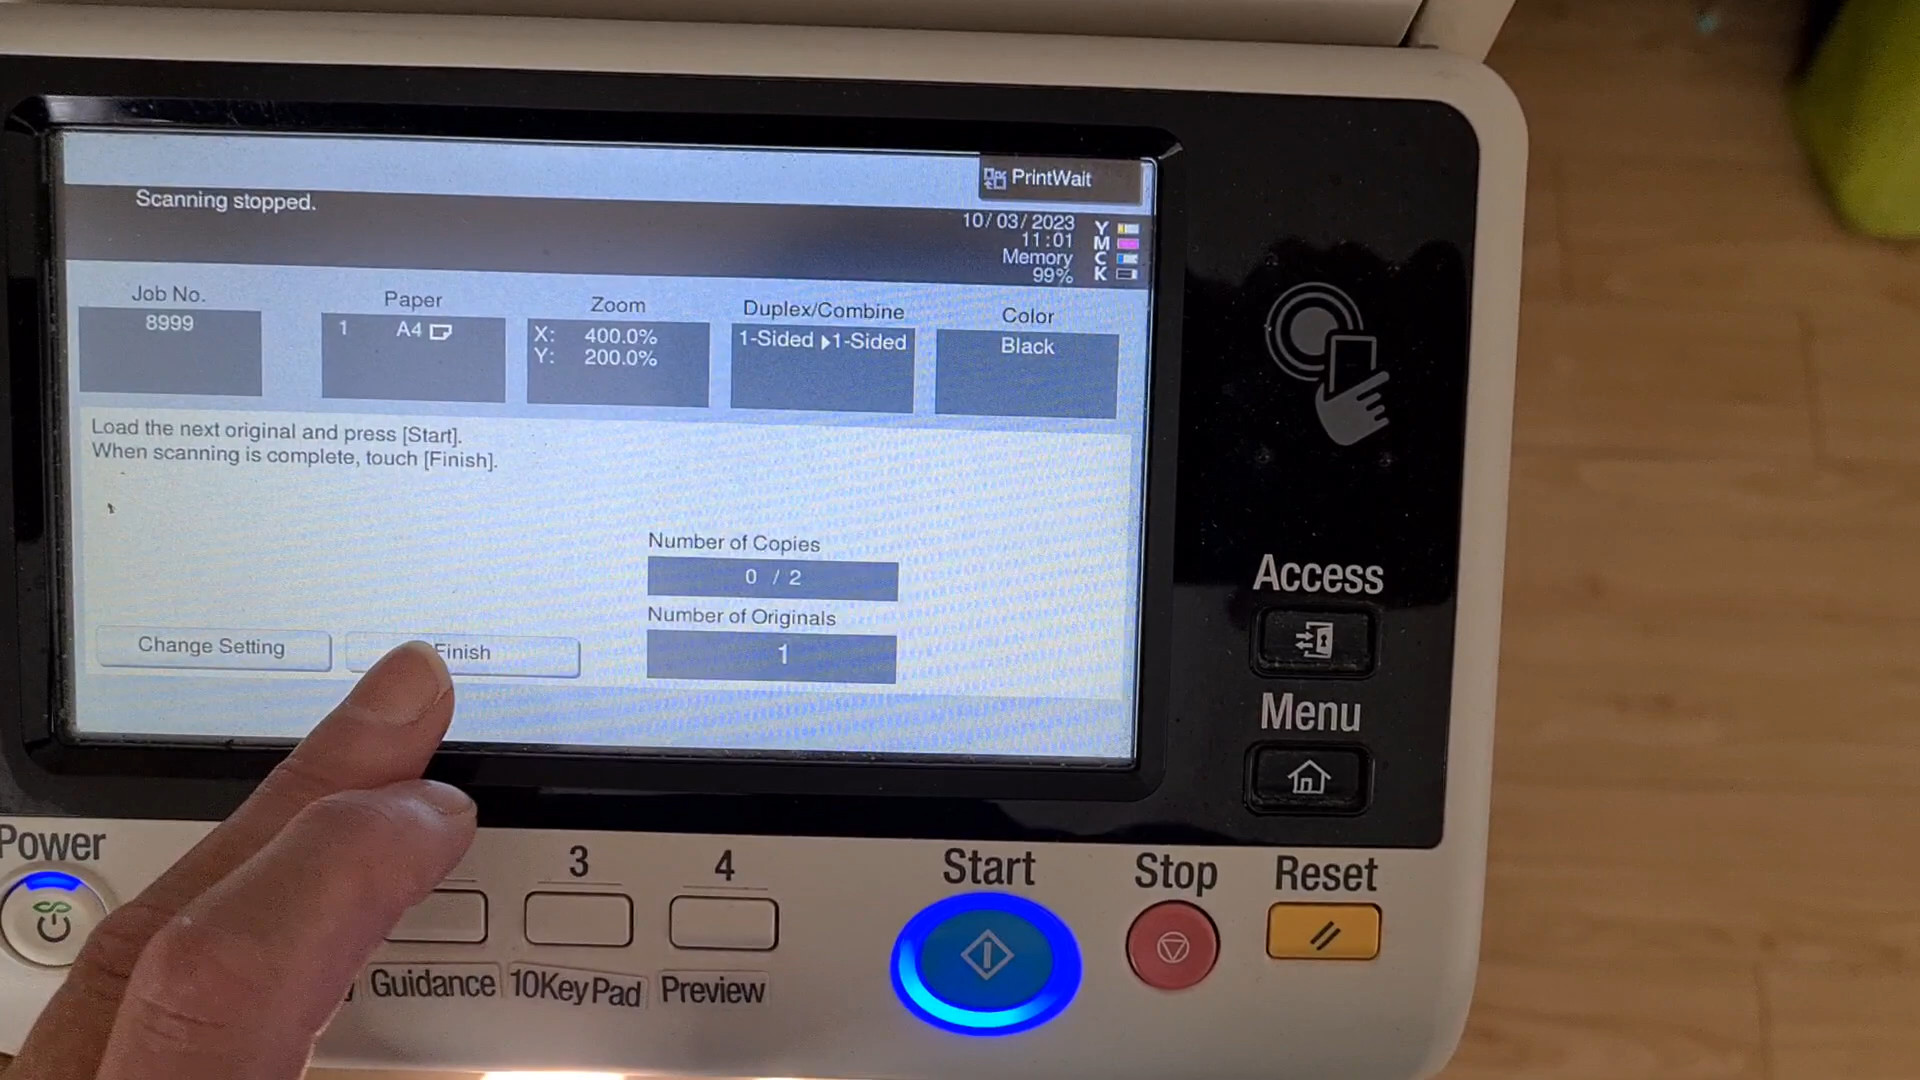 PrintWait
Scanning stopped.
10/03/2023
11:01
Memory
99%
Y
M
C
K
Job No.
8999
Paper
1 A4
Zoom
X: 400.0%
Y: 200.0%
Duplex/Combine
1-Sided ▶1-Sided
Color
Black
Load the next original and press [Start].
When scanning is complete, touch [Finish].
Number of Copies
0 / 2
Number of Originals
1
Change Setting
Finish
Access
Menu
Power
3
4
Start
Stop
Reset
Guidance
10KeyPad
Preview